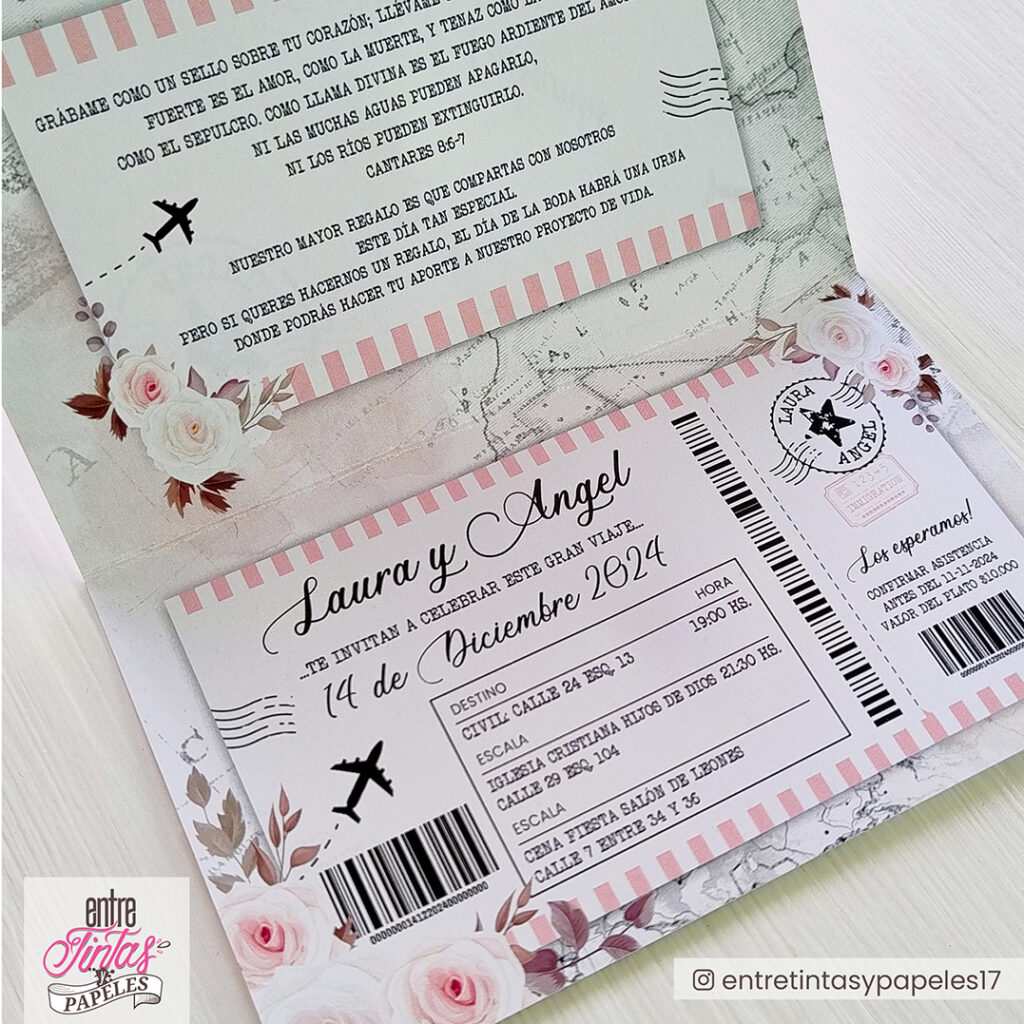 GRÁBAME COMO UN SELLO SOBRE TU CORAZÓN; LLÉVAME
FUERTE ES EL AMOR, COMO LA MUERTE, Y TENAZ COMO
COMO EL SEPULCRO. COMO LLAMA DIVINA ES EL FUEGO ARDIENTE DEL
NI LAS MUCHAS AGUAS PUEDEN APAGARLO,
NI LOS RÍOS PUEDEN EXTINGUIRLO.
CANTARES 8:6-7
NUESTRO MAYOR REGALO ES QUE COMPARTAS CON NOSOTROS
ESTE DÍA TAN ESPECIAL
PERO SI QUERES HACERNOS UN REGALO, EL DÍA DE LA BODA HABRÁ UNA URNA
DONDE PODRÁS HACER TU APORTE A NUESTRO PROYECTO DE VIDA.
Laura y Angel
...TE INVITAN A CELEBRAR ESTE GRAN VIAJE...
14 de Diciembre 2024
DESTINO HORA
CIVIL: CALLE 24 ESQ. 13 19:00 HS.
ESCALA
IGLESIA CRISTIANA HIJOS DE DIOS 21:30 HS.
CALLE 29 ESQ 104
ESCALA
CENA FIESTA SALÓN DE LEONES
CALLE 7 ENTRE 34 Y 36
LAURA
ANGEL
12345
IMMIGRATION
Los esperamos!
CONFIRMAR ASISTENCIA
ANTES DEL 11-11-2024
VALOR DEL PLATO $10.000
entre
Tintas
y
PAPELES
entretintasypapeles17